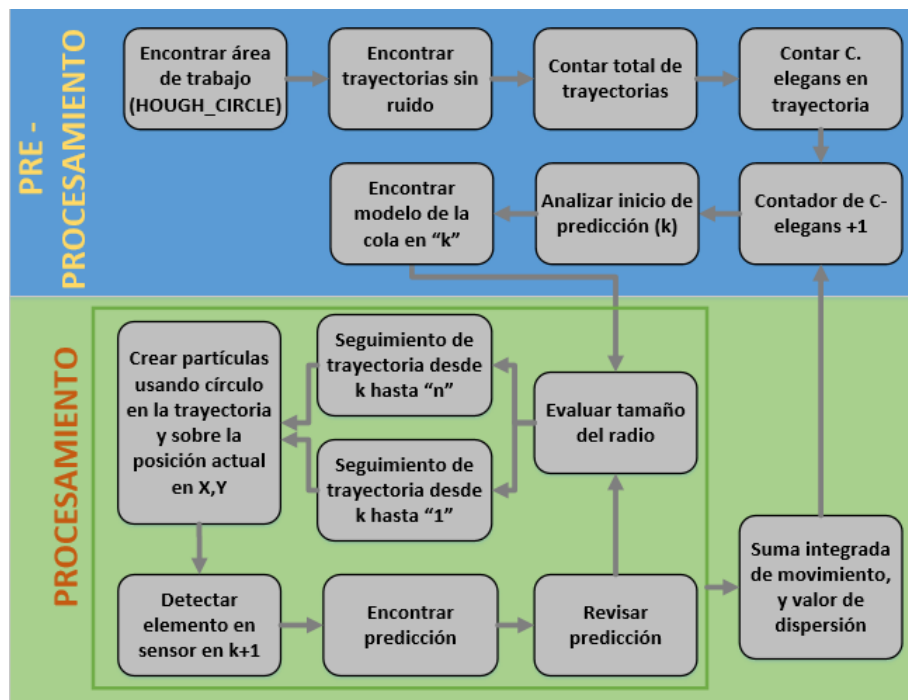 PRE -
PROCESAMIENTO
Encontrar área
de trabajo
(HOUGH_CIRCLE)
Encontrar
trayectorias sin
ruido
Contar total de
trayectorias
Contar C.
elegans en
trayectoria
Encontrar
modelo de la
cola en “k”
Analizar inicio de
predicción (k)
Contador de C-
elegans +1
PROCESAMIENTO
Crear partículas
usando círculo
en la trayectoria
y sobre la
posición actual
en X,Y
Seguimiento de
trayectoria desde
k hasta “n”
Seguimiento de
trayectoria desde
k hasta “1”
Evaluar tamaño
del radio
Detectar
elemento en
sensor en k+1
Encontrar
predicción
Revisar
predicción
Suma integrada
de movimiento,
y valor de
dispersión